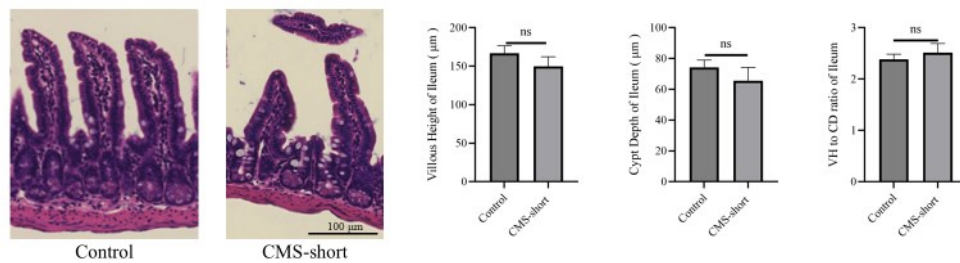 Control
CMS-short
100 µm
Villous Height of Ileum ( µm)
200
150
100
50
0
ns
Control
CMS-short
Cypt Depth of Ileum ( µm)
100
80
60
40
20
0
ns
Control
CMS-short
VH to CD ratio of Ileum
3
2
1
0
ns
Control
CMS-short